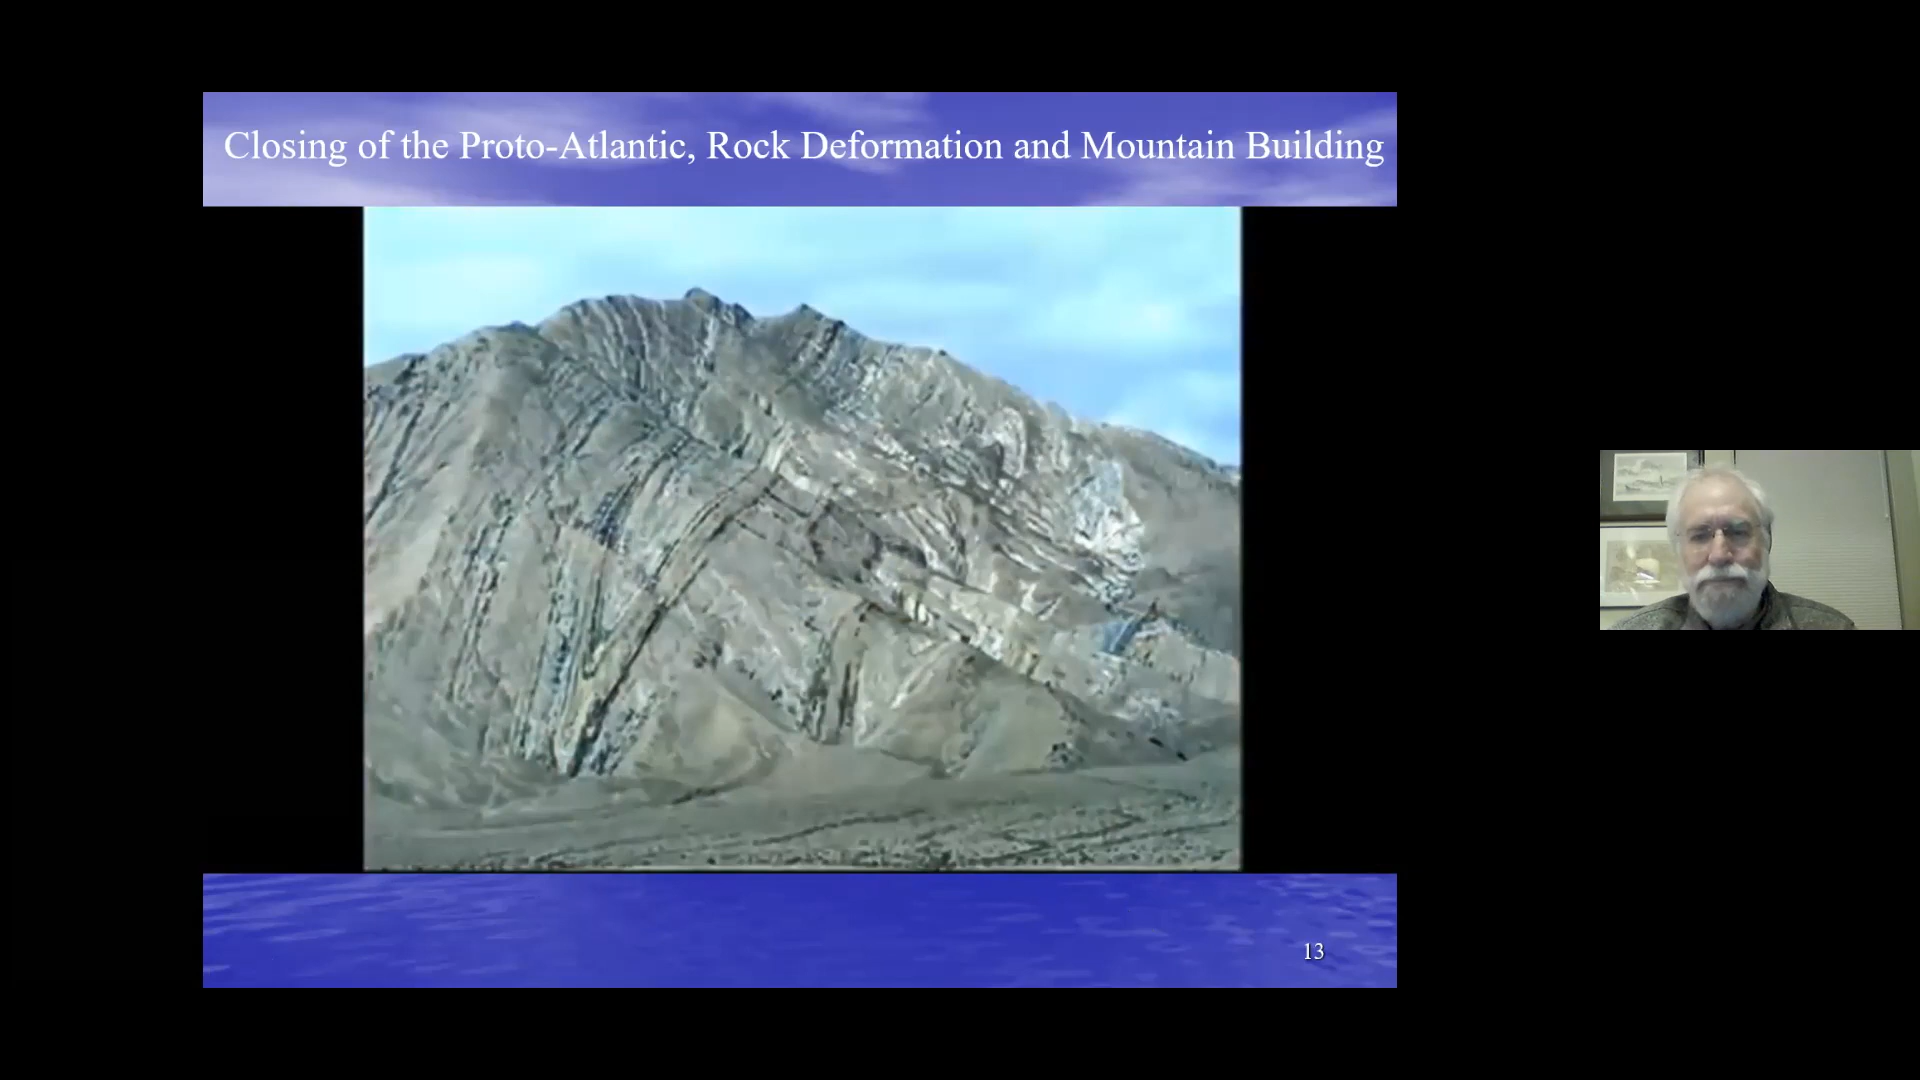 Closing of the Proto-Atlantic, Rock Deformation and Mountain Building
13